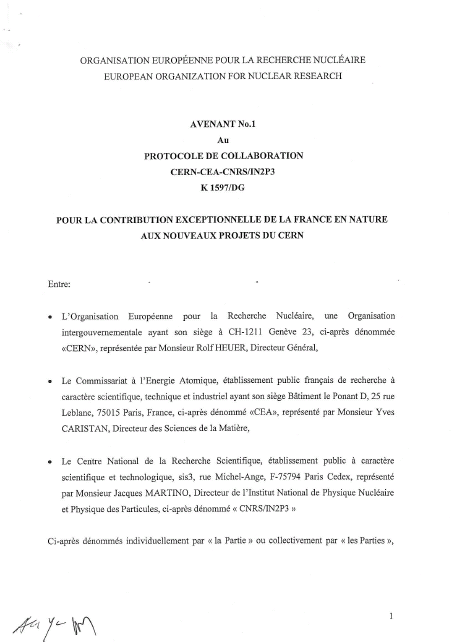 ORGANISATION EUROPÉENNE POUR LA RECHERCHE NUCLÉAIRE
EUROPEAN ORGANIZATION FOR NUCLEAR RESEARCH
AVENANT No.1
Au
PROTOCOLE DE COLLABORATION
CERN-CEA-CNRS/IN2P3
K 1597/DG
POUR LA CONTRIBUTION EXCEPTIONNELLE DE LA FRANCE EN NATURE
AUX NOUVEAUX PROJETS DU CERN
Entre:
• L'Organisation Européenne pour la Recherche Nucléaire, une Organisation
intergouvernementale ayant son siège à CH-1211 Genève 23, ci-après dénommée
«CERN», représentée par Monsieur Rolf HEUER, Directeur Général,
• Le Commissariat à l'Energie Atomique, établissement public français de recherche à
caractère scientifique, technique et industriel ayant son siège Bâtiment le Ponant D, 25 rue
Leblanc, 75015 Paris, France, ci-après dénommé «CEA», représenté par Monsieur Yves
CARISTAN, Directeur des Sciences de la Matière,
• Le Centre National de la Recherche Scientifique, établissement public à caractère
scientifique et technologique, sis3, rue Michel-Ange, F-75794 Paris Cedex, représenté
par Monsieur Jacques MARTINO, Directeur de l'Institut National de Physique Nucléaire
et Physique des Particules, ci-après dénommé « CNRS/IN2P3 »
Ci-après dénommés individuellement par « la Partie » ou collectivement par « les Parties »,
1